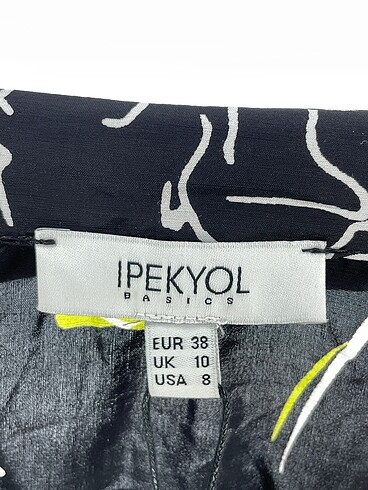 IPEKYOL
BASICS
EUR 38
UK 10
USA 8